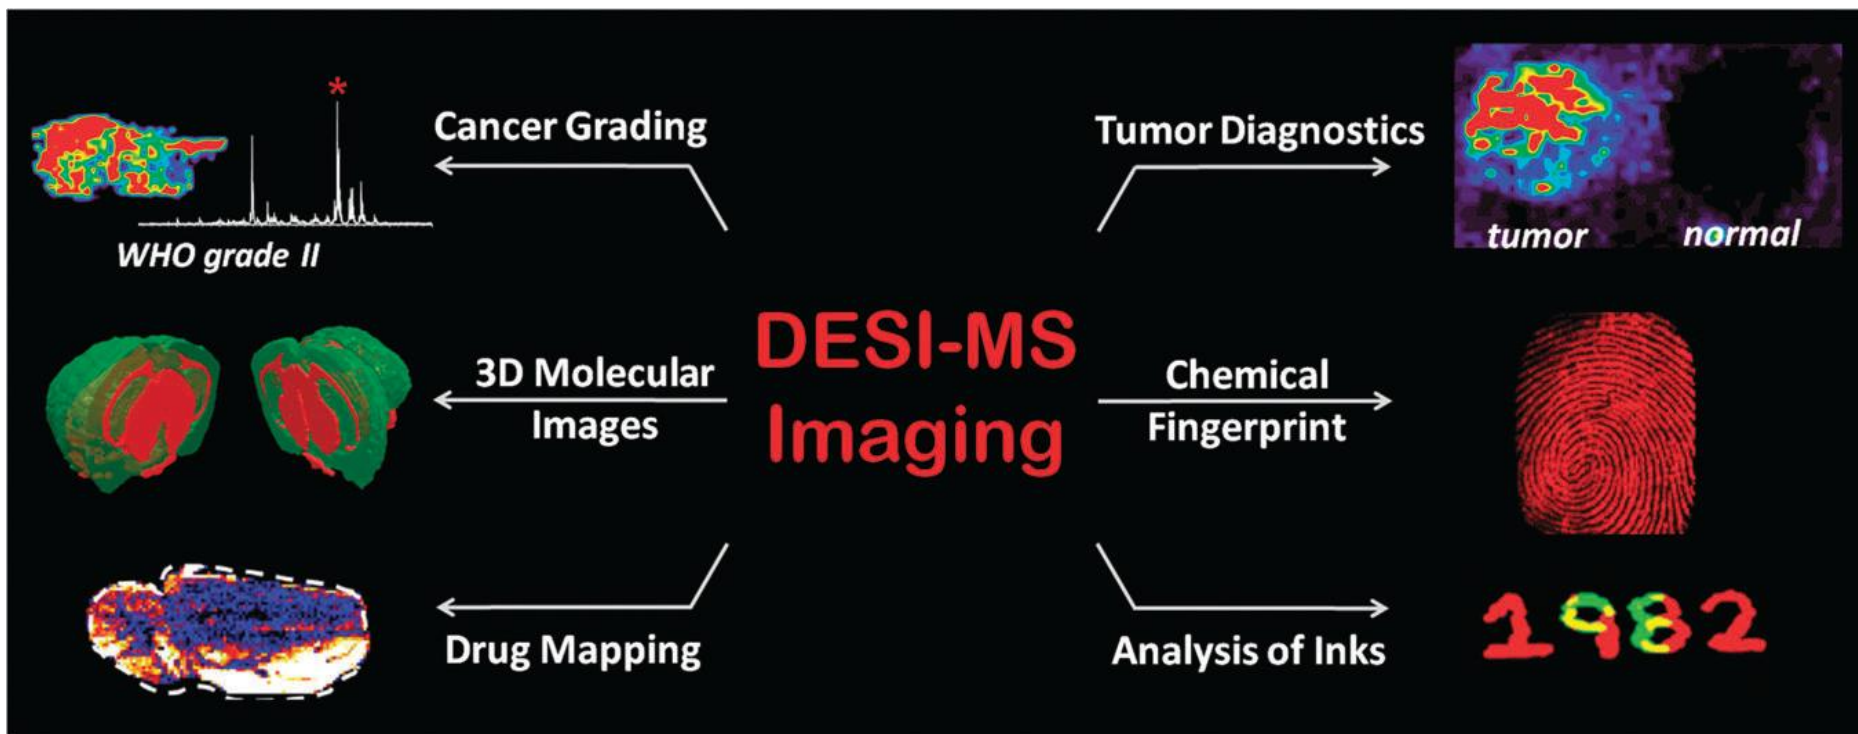 Cancer Grading
*
WHO grade II
3D Molecular
Images
Drug Mapping
DESI-MS
Imaging
Tumor Diagnostics
tumor
normal
Chemical
Fingerprint
Analysis of Inks
1982